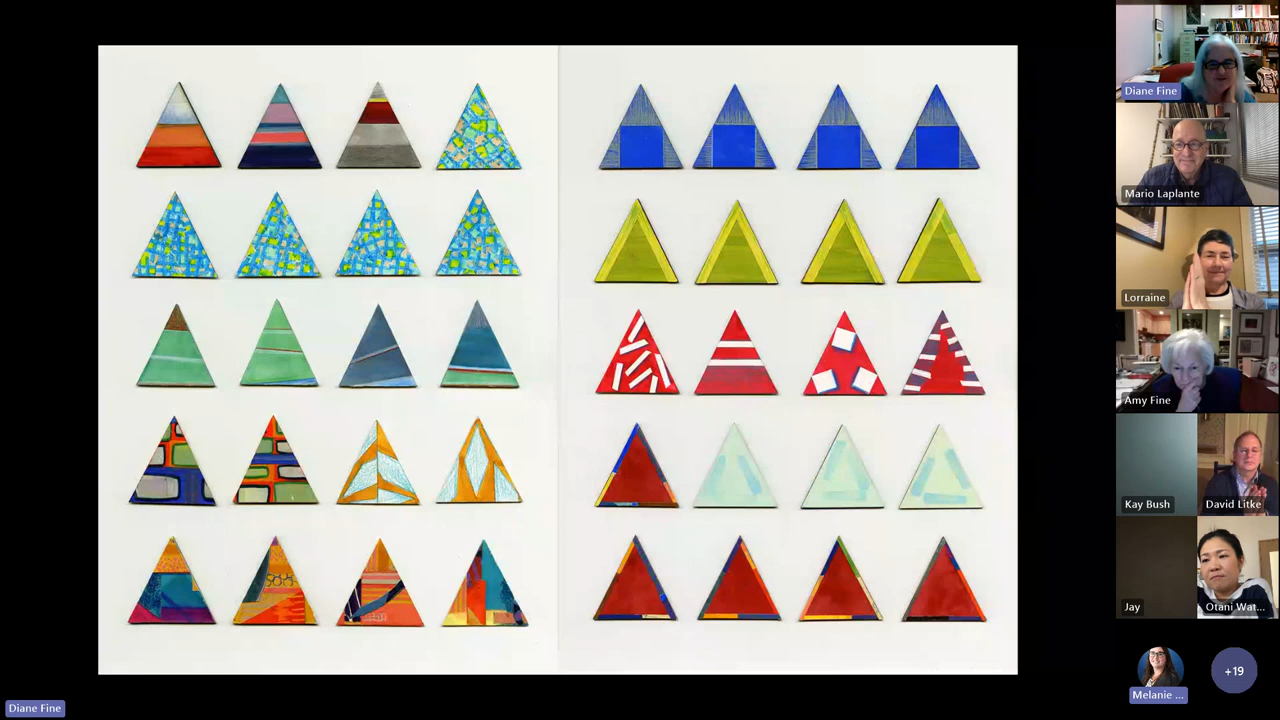 Diane Fine
Mario Laplante
Lorraine
Amy Fine
Kay Bush
David Litke
Jay
Otani Wat...
Melanie ...
+19
Diane Fine